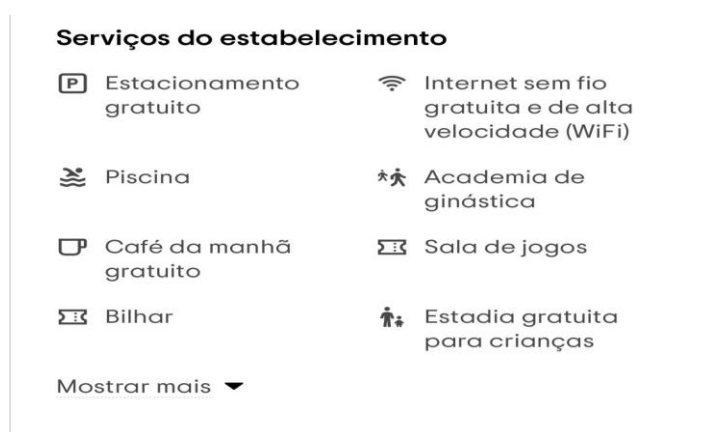 Serviços do estabelecimento
P Estacionamento
gratuito
Internet sem fio
gratuita e de alta
velocidade (WiFi)
Piscina
Academia de
ginástica
Café da manhã
gratuito
Sala de jogos
Bilhar
Estadia gratuita
para crianças
Mostrar mais